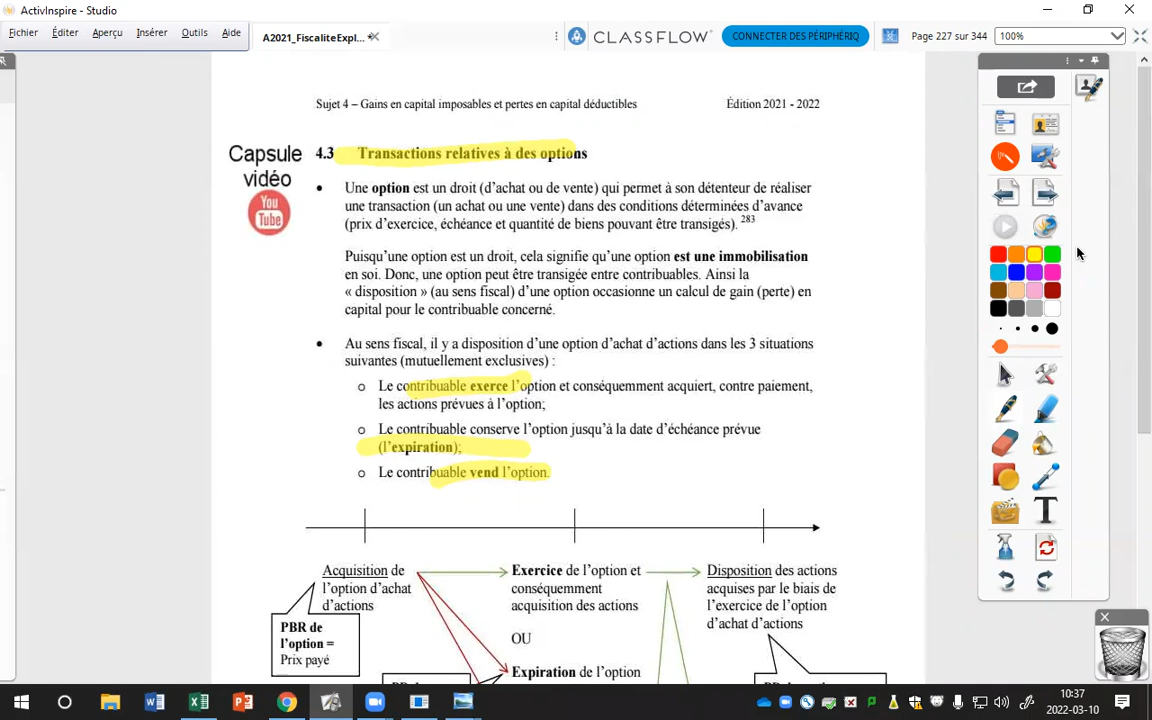 ActivInspire - Studio
Fichier Éditer Aperçu Insérer Outils Aide
A2021_FiscaliteExpl...
CLASSFLOW
CONNECTER DES PÉRIPHÉRIQ
Page 227 sur 344
100%
Sujet 4 – Gains en capital imposables et pertes en capital déductibles
Édition 2021 - 2022
Capsule
vidéo
You
Tube
4.3 Transactions relatives à des options
• Une option est un droit (d'achat ou de vente) qui permet à son détenteur de réaliser
une transaction (un achat ou une vente) dans des conditions déterminées d'avance
(prix d'exercice, échéance et quantité de biens pouvant être transigés). 283
Puisqu'une option est un droit, cela signifie qu'une option est une immobilisation
en soi. Donc, une option peut être transigée entre contribuables. Ainsi la
« disposition » (au sens fiscal) d'une option occasionne un calcul de gain (perte) en
capital pour le contribuable concerné.
• Au sens fiscal, il y a disposition d'une option d'achat d'actions dans les 3 situations
suivantes (mutuellement exclusives) :
o Le contribuable exerce l'option et conséquemment acquiert, contre paiement,
les actions prévues à l'option;
o Le contribuable conserve l'option jusqu'à la date d'échéance prévue
(l'expiration);
o Le contribuable vend l'option.
Acquisition de
l'option d'achat
d'actions
Exercice de l'option et
conséquemment
acquisition des actions
Disposition des actions
acquises par le biais de
l'exercice de l'option
d'achat d'actions
PBR de
l'option =
Prix payé
OU
Expiration de l'option
T
10:37
2022-03-10